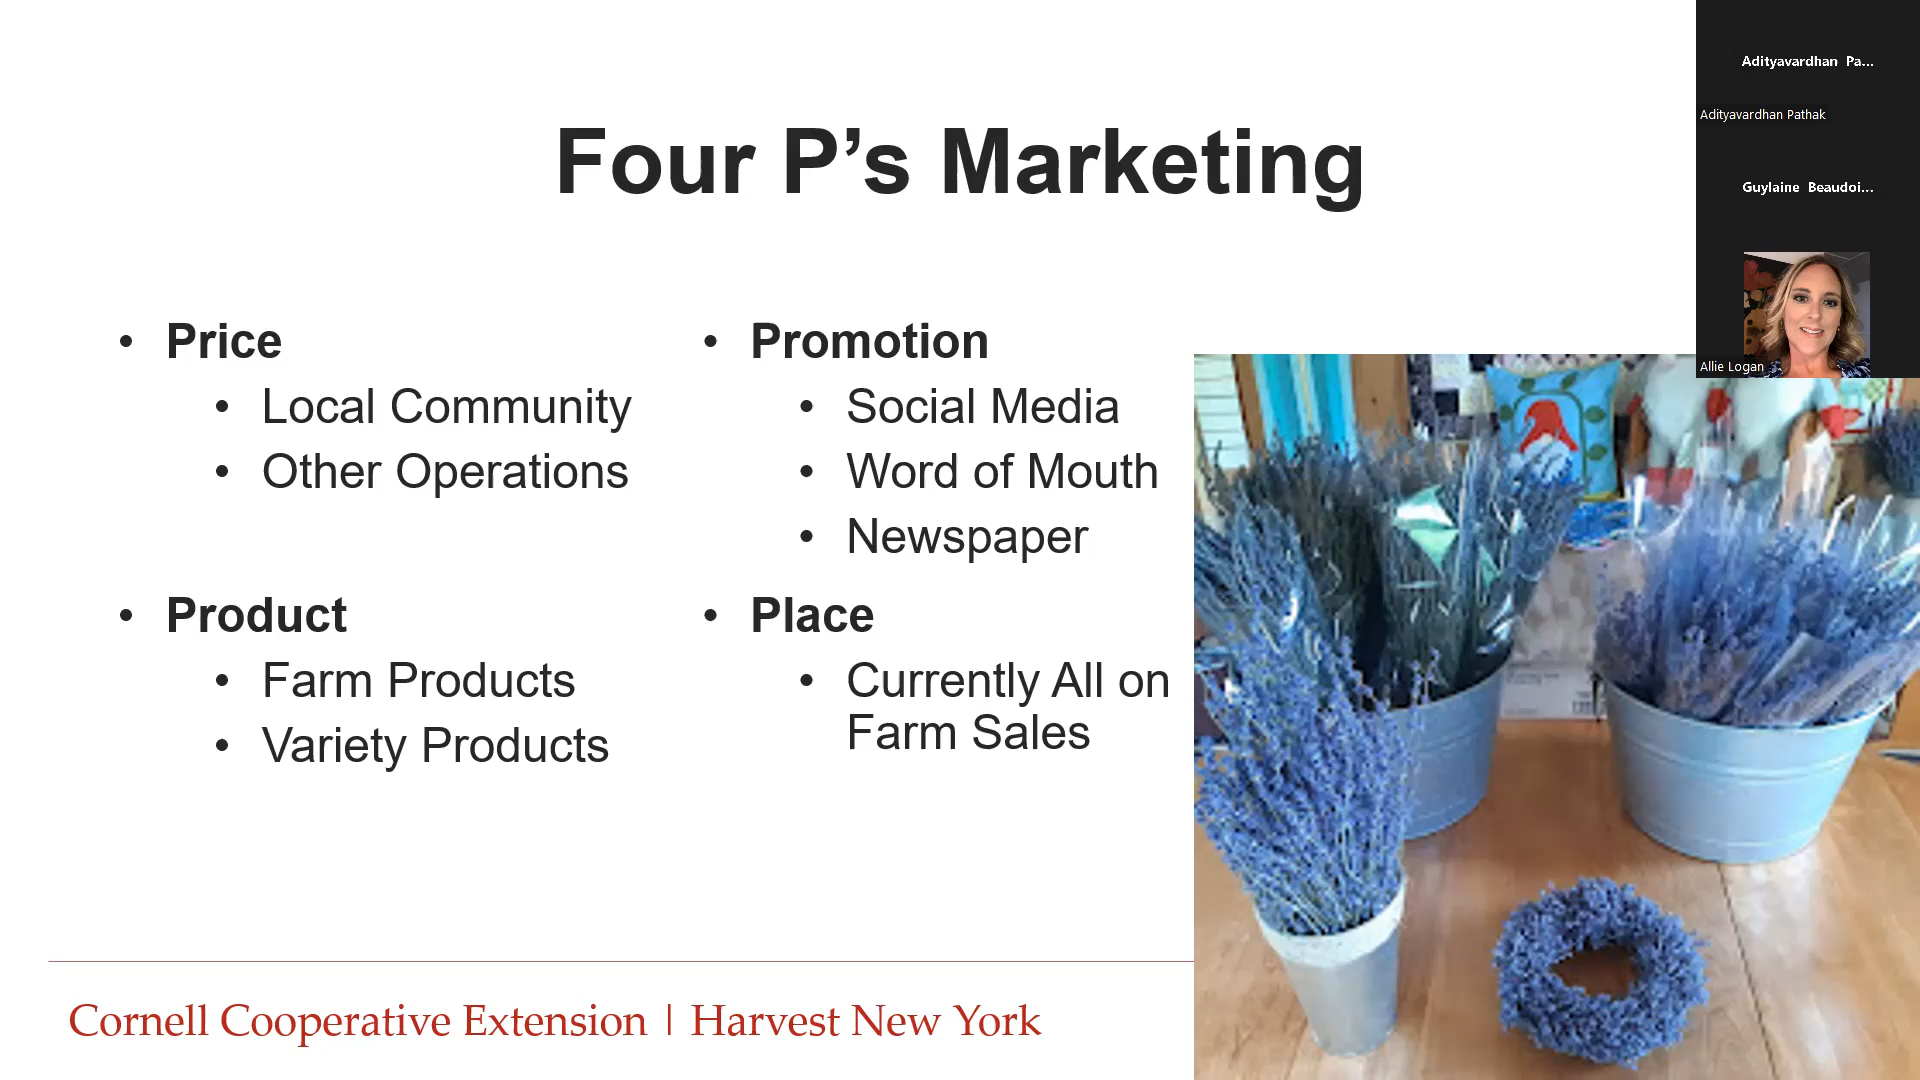 Four P’s Marketing
• Price
• Local Community
• Other Operations
• Product
• Farm Products
• Variety Products
• Promotion
• Social Media
• Word of Mouth
• Newspaper
• Place
• Currently All on
Farm Sales
Cornell Cooperative Extension | Harvest New York
Adityavardhan Pa...
Adityavardhan Pathak
Guylaine Beaudoi...
Allie Logan